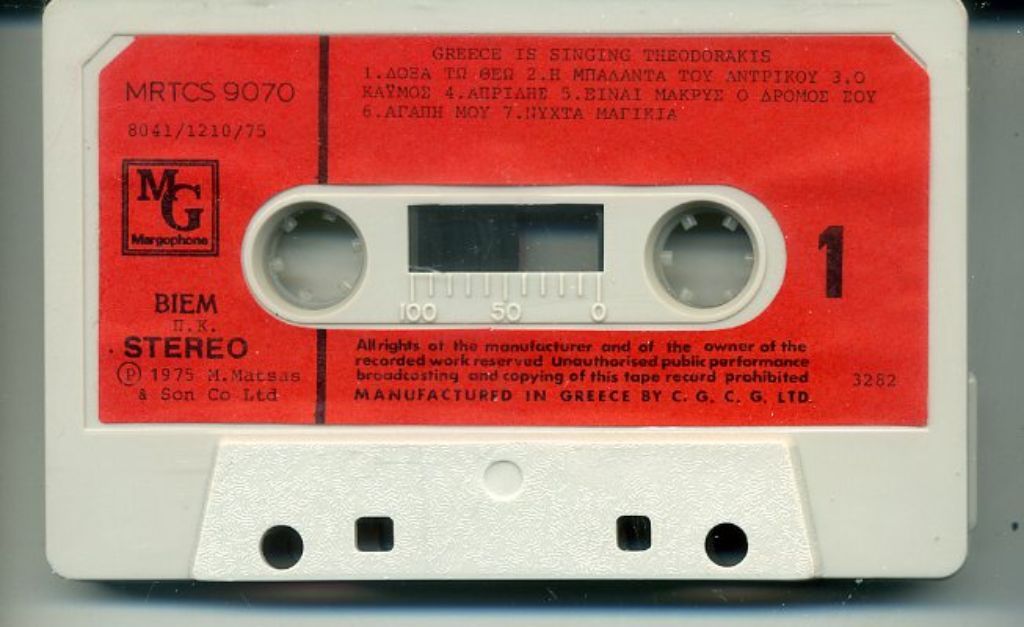 GREECE IS SINGING THEODORAKIS
1.ΔΟΞΑ ΤΩ ΘΕΩ 2.Η ΜΠΑΛΑΝΤΑ ΤΟΥ ΑΝΤΡΙΚΟΥ 3.Ο
ΚΑΫΜΟΣ 4.ΑΠΡΙΛΗΣ 5.ΕΙΝΑΙ ΜΑΚΡΥΣ Ο ΔΡΟΜΟΣ ΣΟΥ
6.ΑΓΑΠΗ ΜΟΥ 7.ΝΥΧΤΑ ΜΑΓΙΚΙΑ
MRTCS 9070
8041/1210/75
MG
Margophone
1
100 50 0
BIEM
Π.Κ.
STEREO
Ⓟ 1975 M.Matsas
& Son Co Ltd
All rights of the manufacturer and of the owner of the
recorded work reserved Unauthorised public performance
broadcasting and copying of this tape record prohibited
MANUFACTURED IN GREECE BY C. G. C. G. LTD.
3282